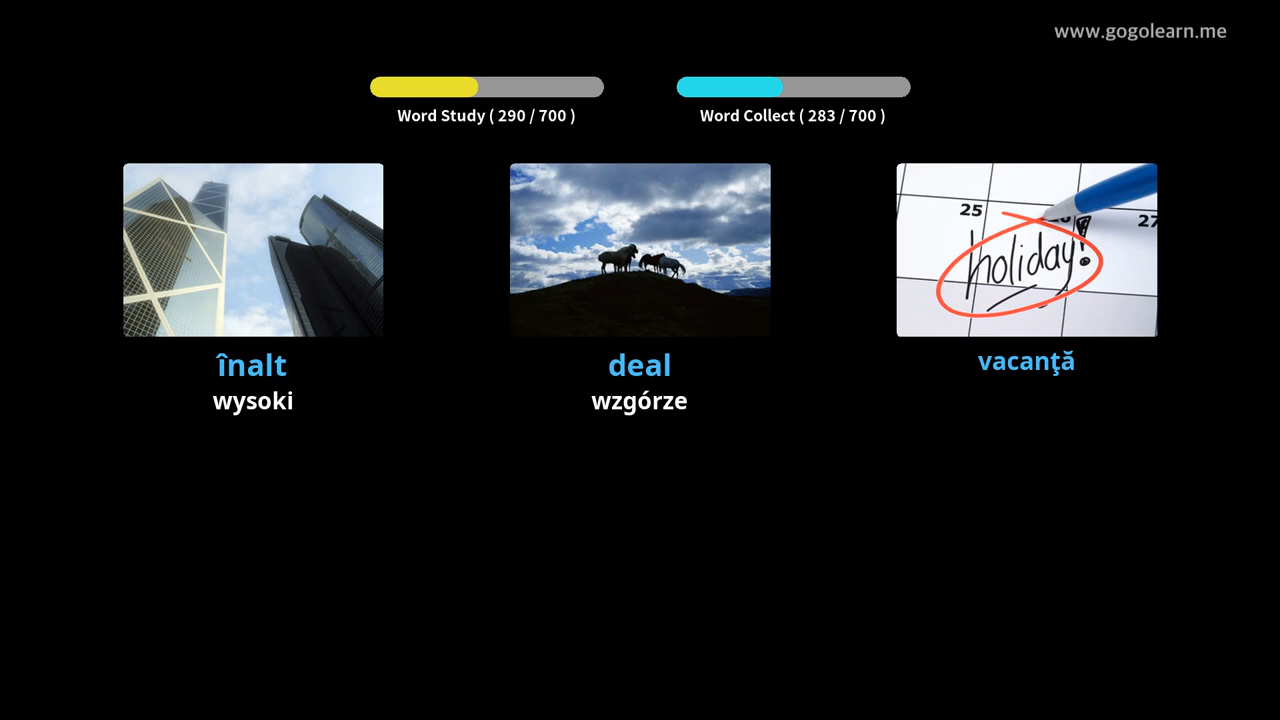 www.gogolearn.me
Word Study ( 290 / 700 )
Word Collect ( 283 / 700 )
25
27
holiday!
înalt
deal
vacanţă
wysoki
wzgórze